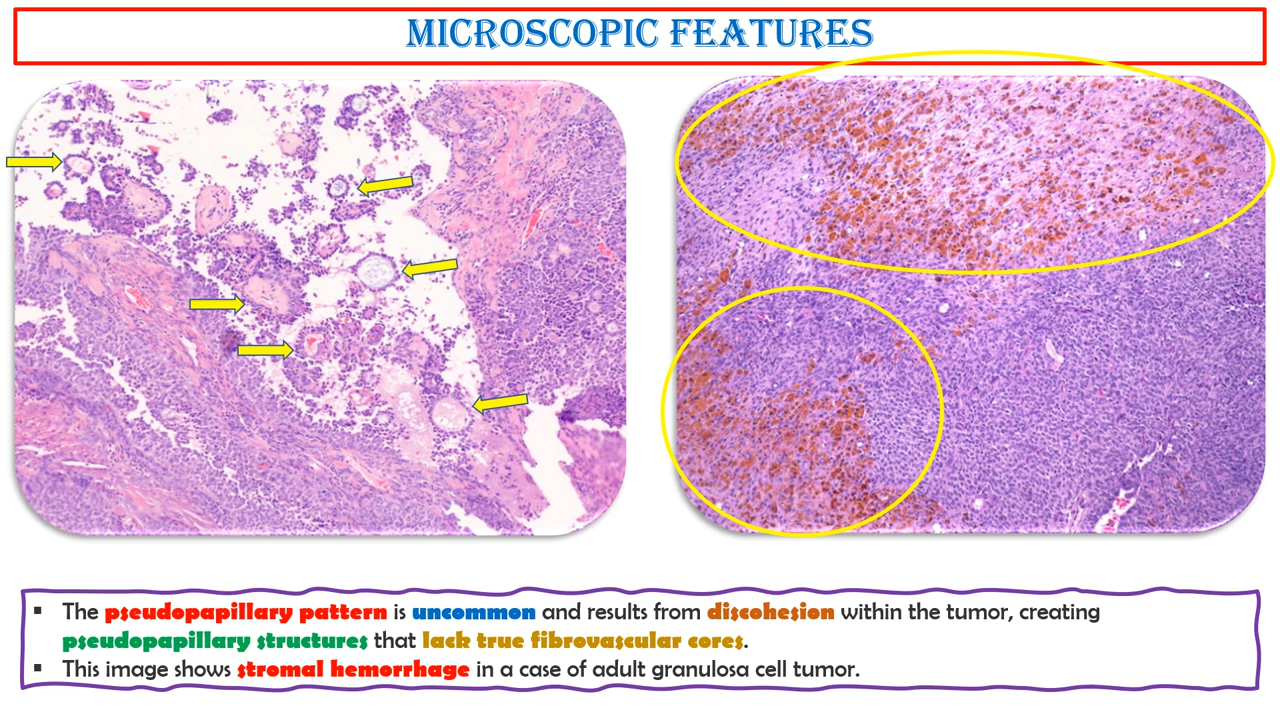 MICROSCOPIC FEATURES
▪ The pseudopapillary pattern is uncommon and results from discohesion within the tumor, creating
pseudopapillary structures that lack true fibrovascular cores.
▪ This image shows stromal hemorrhage in a case of adult granulosa cell tumor.